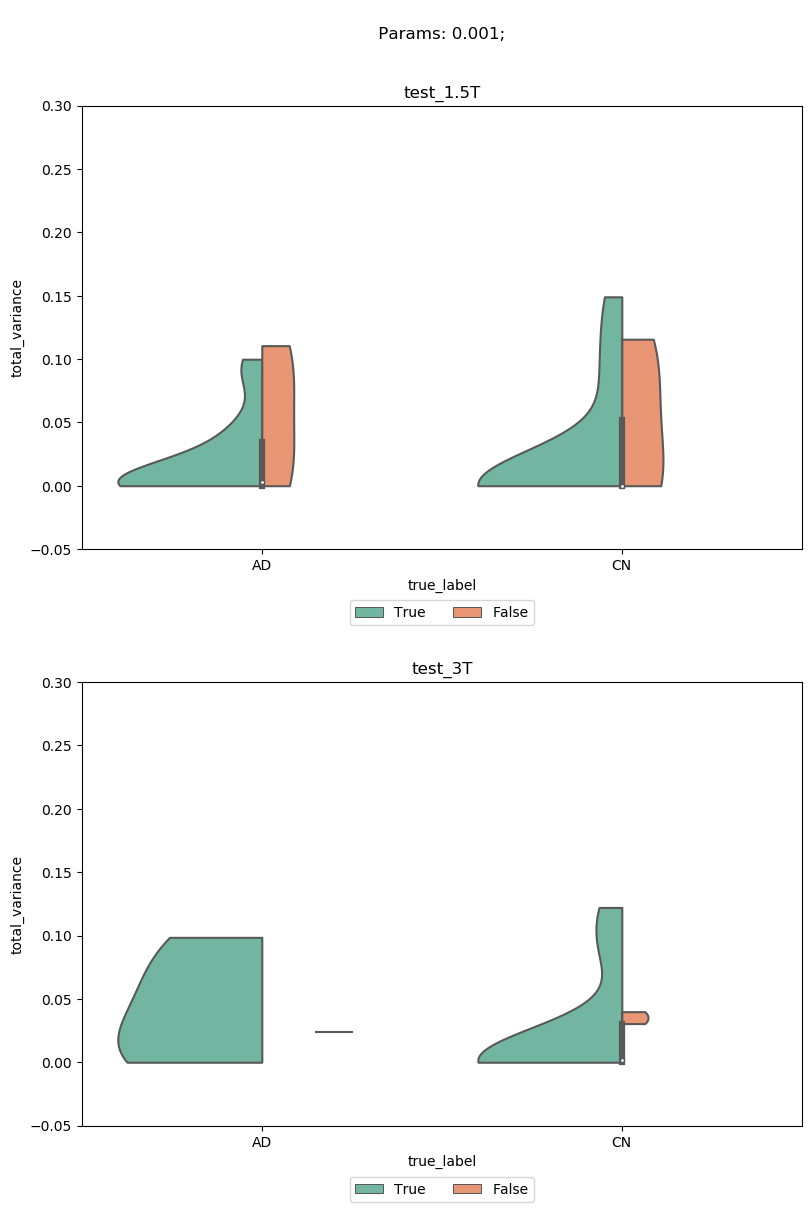 Params: 0.001;
test_1.5T
0.30
0.25
0.20
0.15
0.10
0.05
0.00
−0.05
total_variance
AD CN
true_label
True False
test_3T
0.30
0.25
0.20
0.15
0.10
0.05
0.00
−0.05
total_variance
AD CN
true_label
True False